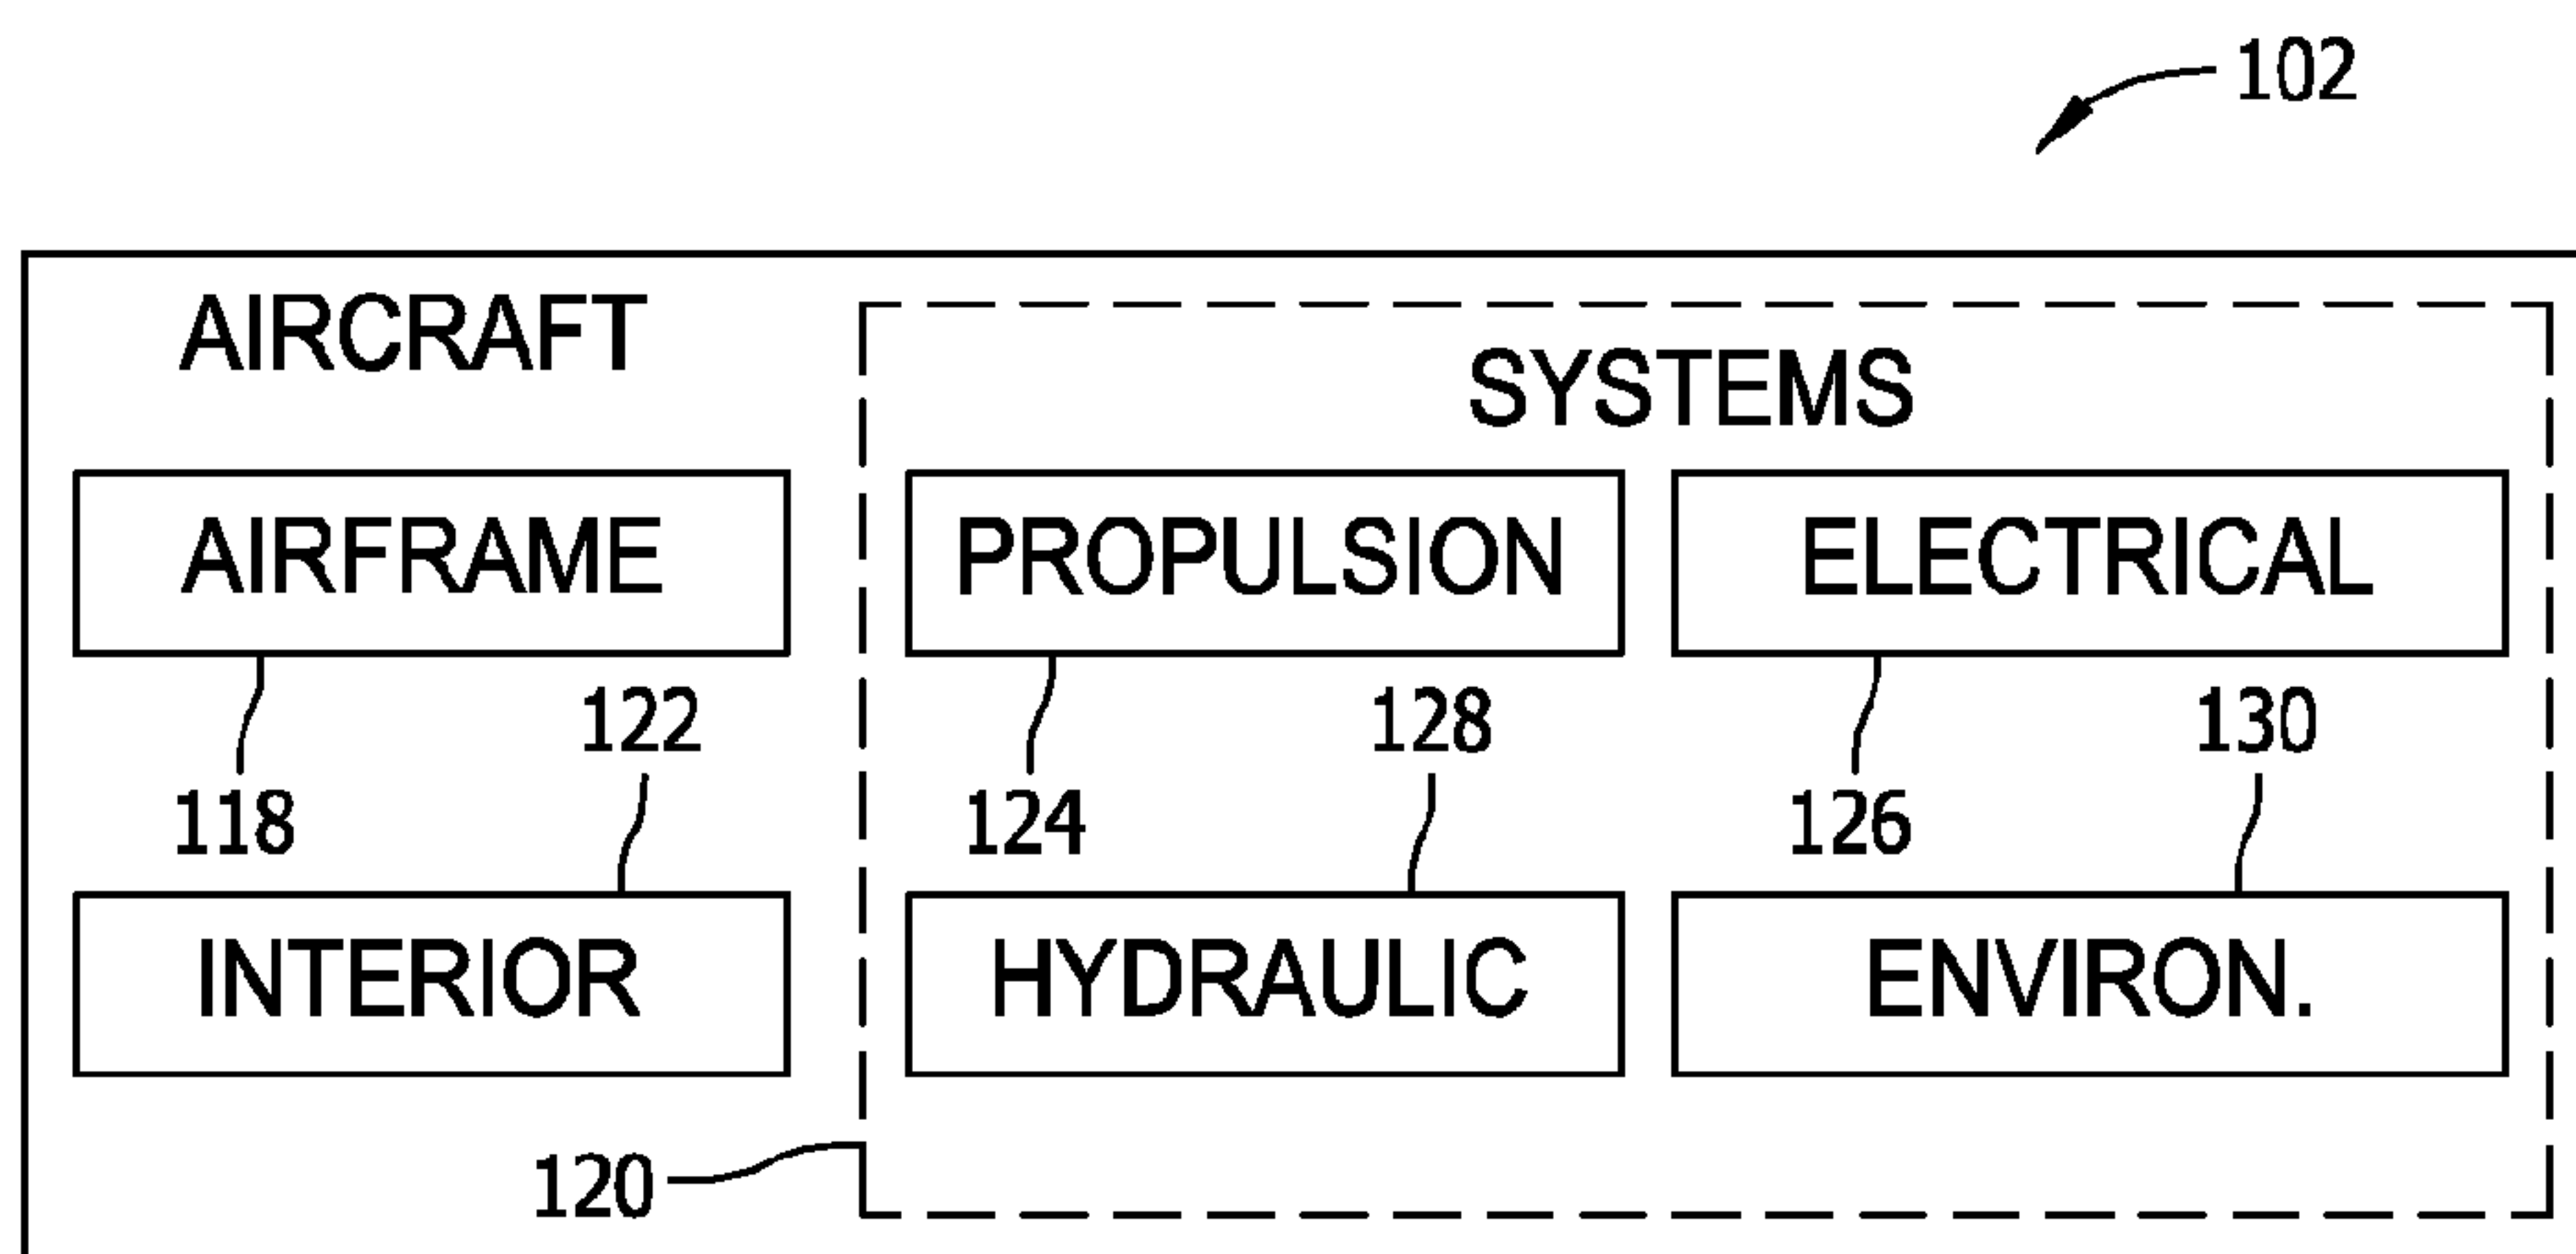 102
AIRCRAFT
SYSTEMS
AIRFRAME
PROPULSION
ELECTRICAL
122
128
130
118
124
126
INTERIOR
HYDRAULIC
ENVIRON.
120